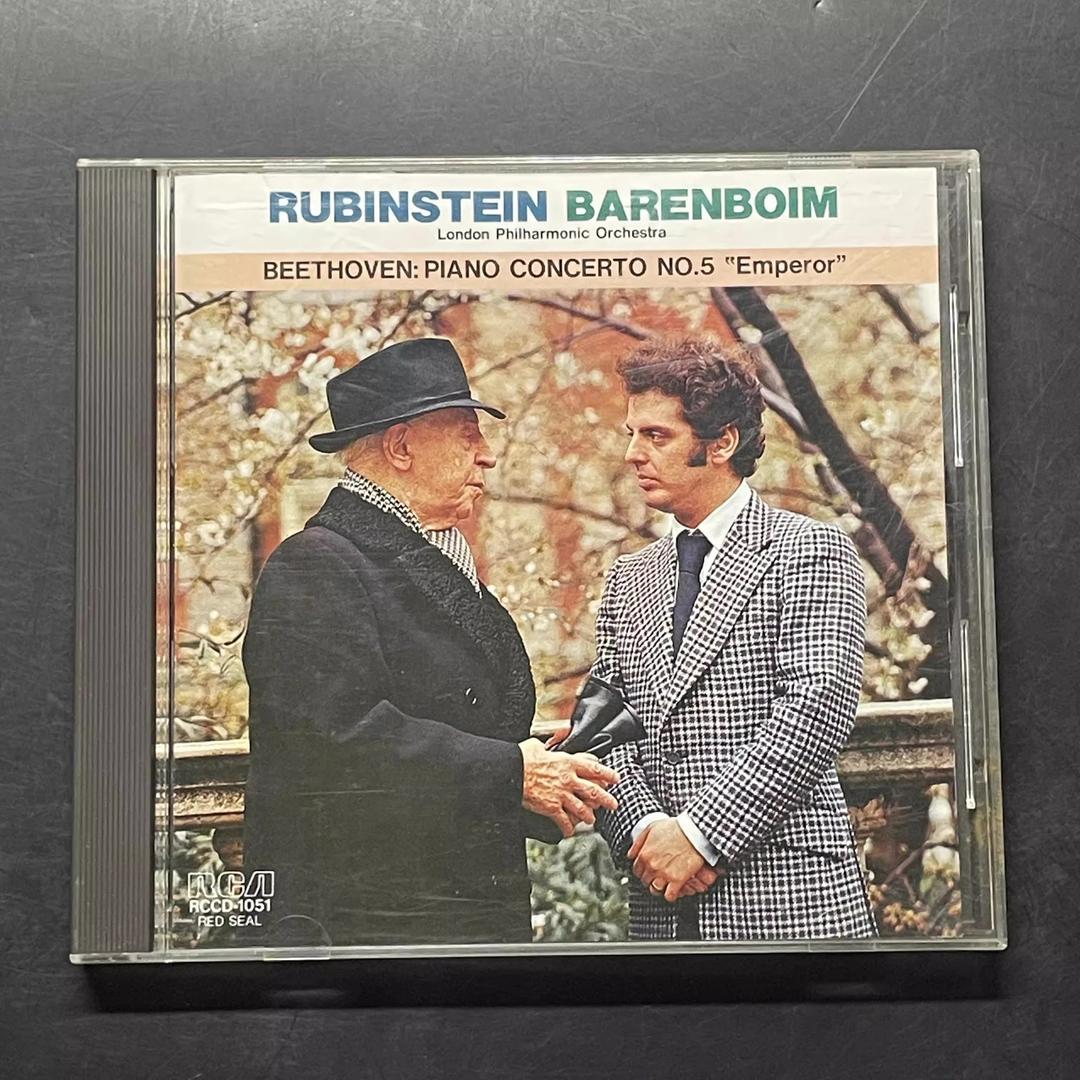 RUBINSTEIN BARENBOIM
London Philharmonic Orchestra
BEETHOVEN: PIANO CONCERTO NO.5 “Emperor”
RCA
RCCD-1051
RED SEAL